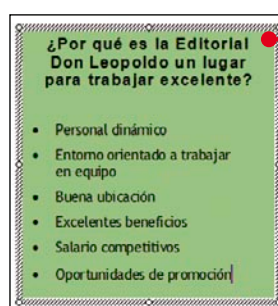 ¿Por qué es la Editorial
Don Leopoldo un lugar
para trabajar excelente?
• Personal dinámico
• Entorno orientado a trabajar
en equipo
• Buena ubicación
• Excelentes beneficios
• Salario competitivos
• Oportunidades de promoción